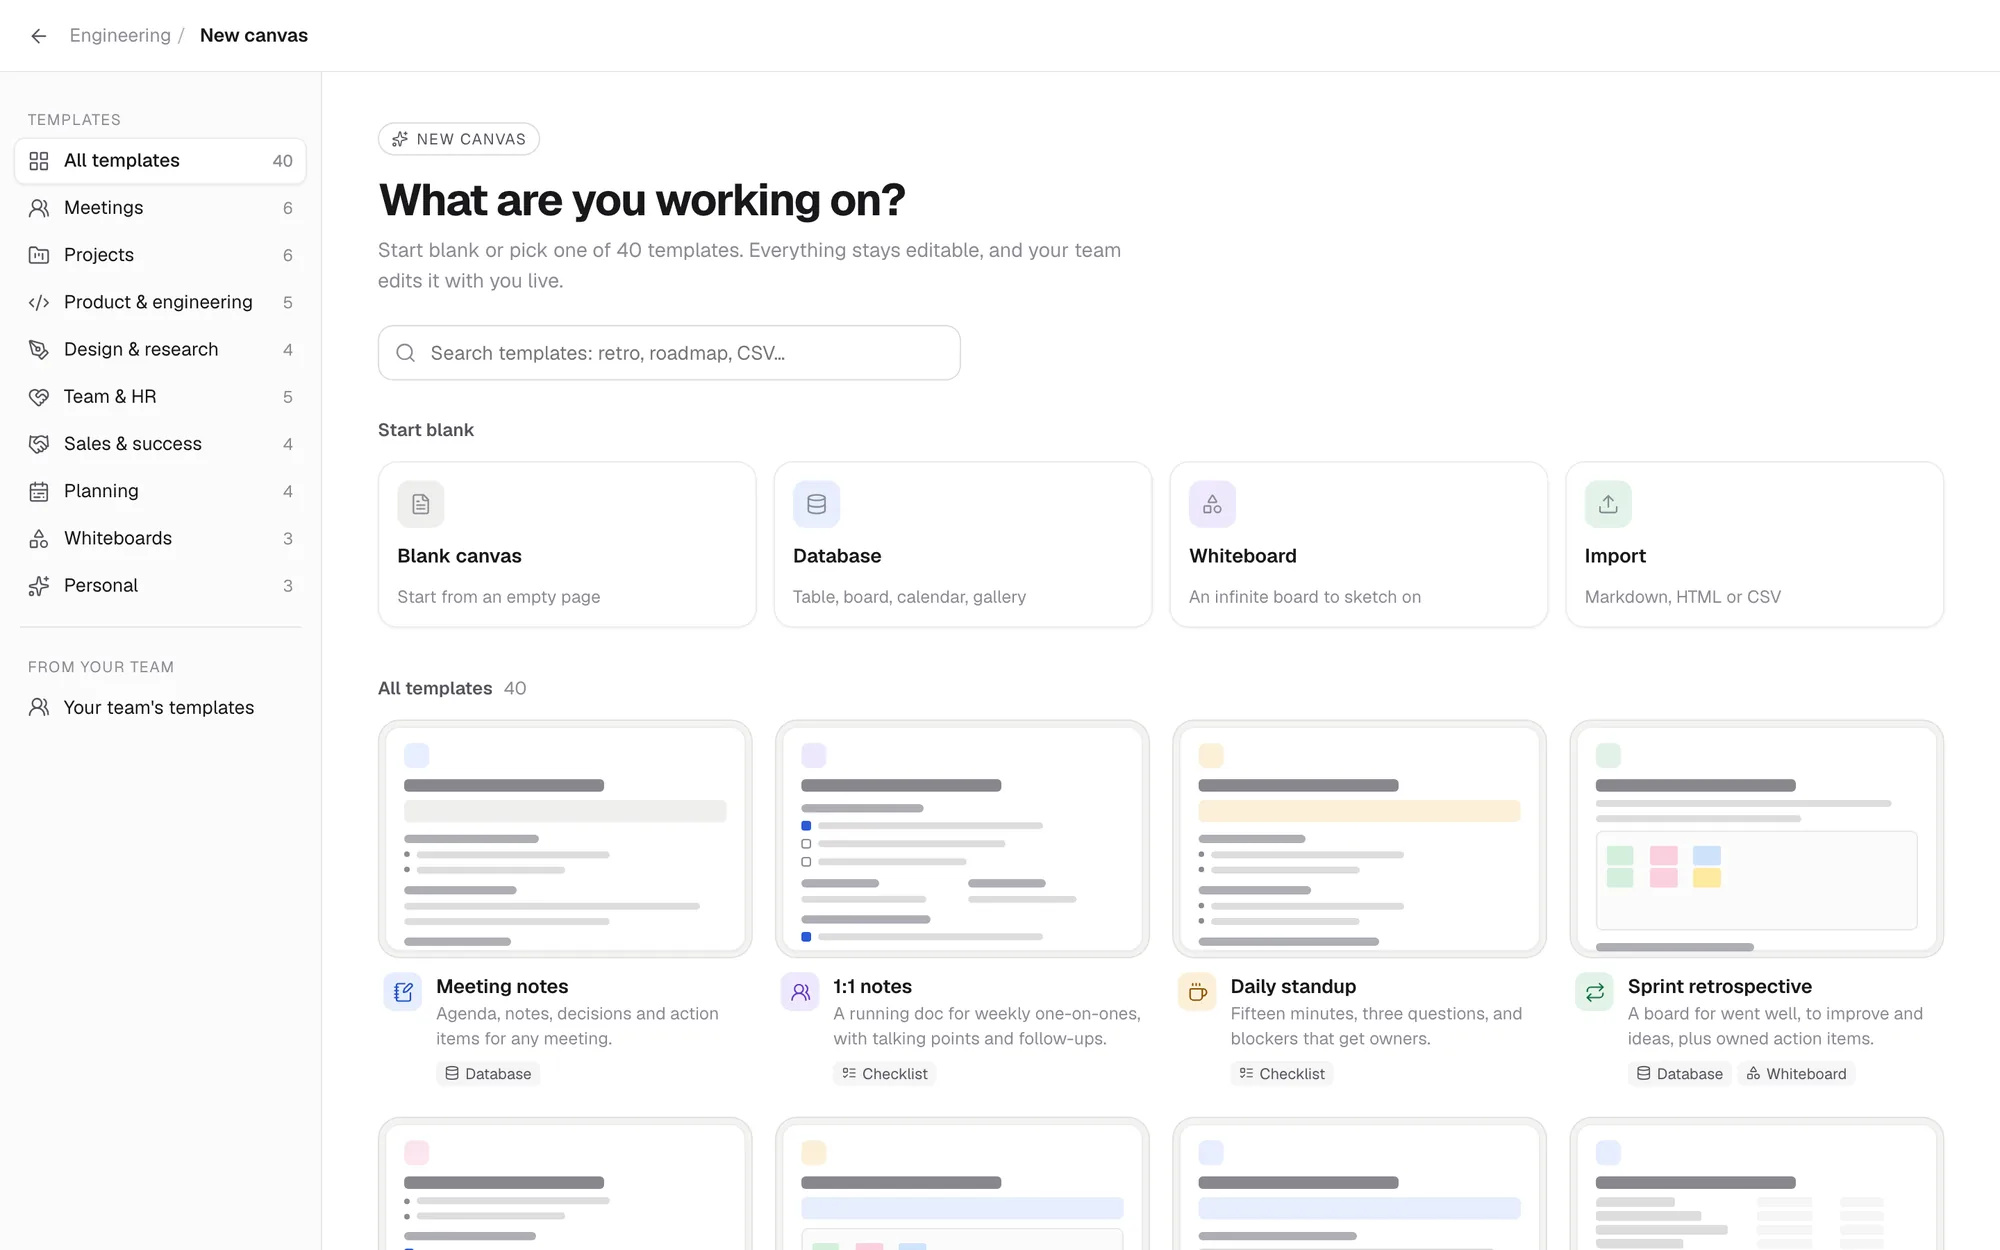 Engineering / New canvas
TEMPLATES
All templates 40
Meetings 6
Projects 6
Product & engineering 5
Design & research 4
Team & HR 5
Sales & success 4
Planning 4
Whiteboards 3
Personal 3
FROM YOUR TEAM
Your team's templates
NEW CANVAS
What are you working on?
Start blank or pick one of 40 templates. Everything stays editable, and your team
edits it with you live.
Search templates: retro, roadmap, CSV...
Start blank
Blank canvas
Start from an empty page
Database
Table, board, calendar, gallery
Whiteboard
An infinite board to sketch on
Import
Markdown, HTML or CSV
All templates 40
Meeting notes
Agenda, notes, decisions and action
items for any meeting.
Database
1:1 notes
A running doc for weekly one-on-ones,
with talking points and follow-ups.
Checklist
Daily standup
Fifteen minutes, three questions, and
blockers that get owners.
Checklist
Sprint retrospective
A board for went well, to improve and
ideas, plus owned action items.
Database Whiteboard